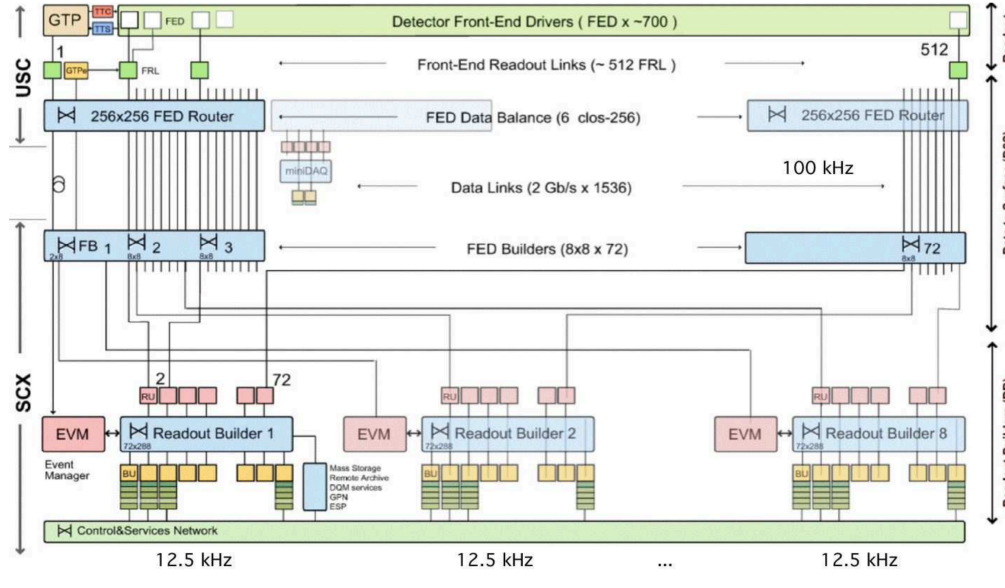 GTP
TTC
TTS
FED
Detector Front-End Drivers ( FED x ~700 )
1
512
GTPe
FRL
Front-End Readout Links (~ 512 FRL )
USC
256x256 FED Router
FED Data Balance (6 clos-256)
256x256 FED Router
miniDAQ
100 kHz
Data Links (2 Gb/s x 1536)
FB
1
2
3
2x8
8x8
8x8
FED Builders (8x8 x 72)
72
8x8
SCX
2
72
RU
RU
RU
EVM
Readout Builder 1
72x288
EVM
Readout Builder 2
72x288
EVM
Readout Builder 8
72x288
Event
Manager
BU
BU
BU
Mass Storage
Remote Archive
DQM services
GPN
ESP
Control&Services Network
12.5 kHz
12.5 kHz
...
12.5 kHz